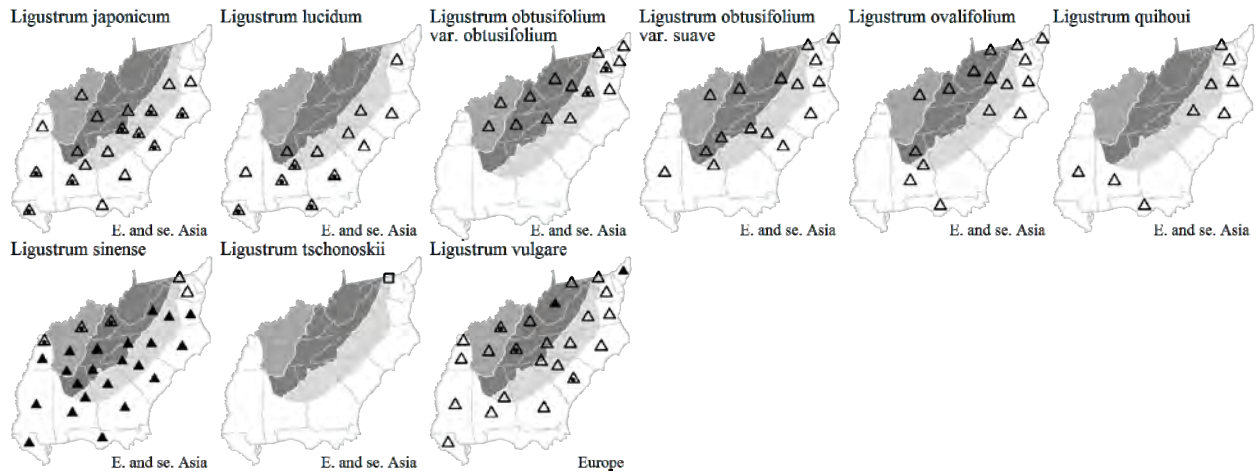 Ligustrum japonicum
Ligustrum lucidum
Ligustrum obtusifolium
var. obtusifolium
Ligustrum obtusifolium
var. suave
Ligustrum ovalifolium
Ligustrum quihoui
E. and se. Asia
E. and se. Asia
E. and se. Asia
E. and se. Asia
E. and se. Asia
E. and se. Asia
Ligustrum sinense
Ligustrum tschonoskii
Ligustrum vulgare
E. and se. Asia
E. and se. Asia
Europe